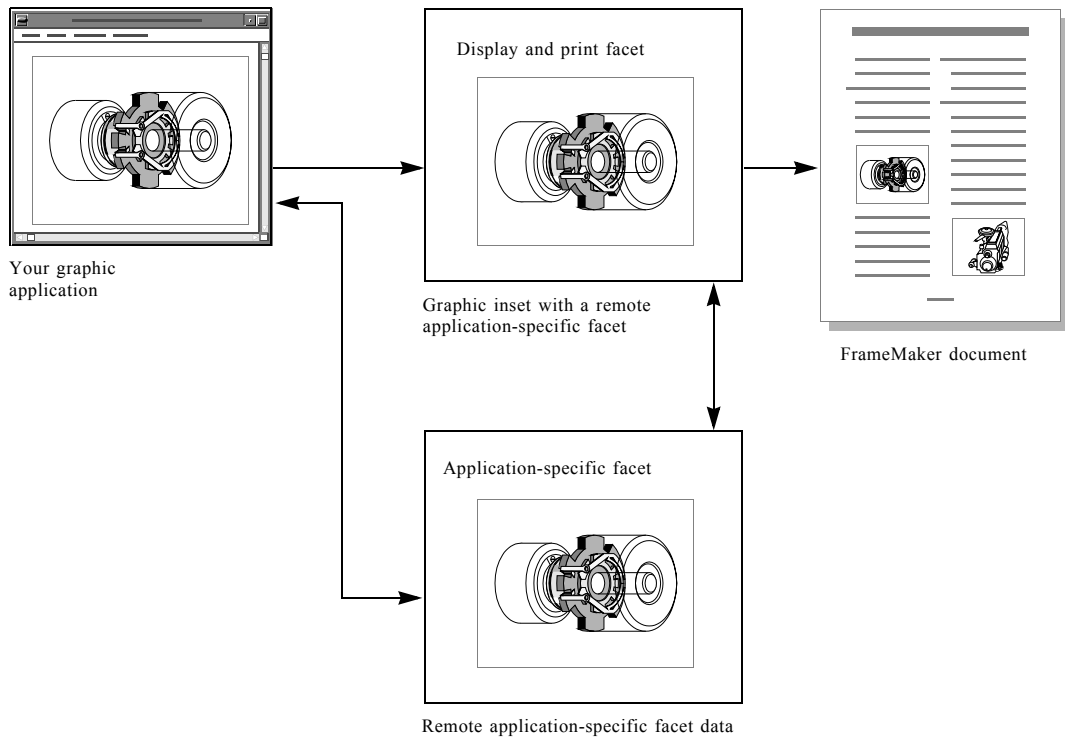 Display and print facet
Your graphic
application
Graphic inset with a remote
application-specific facet
FrameMaker document
Application-specific facet
Remote application-specific facet data